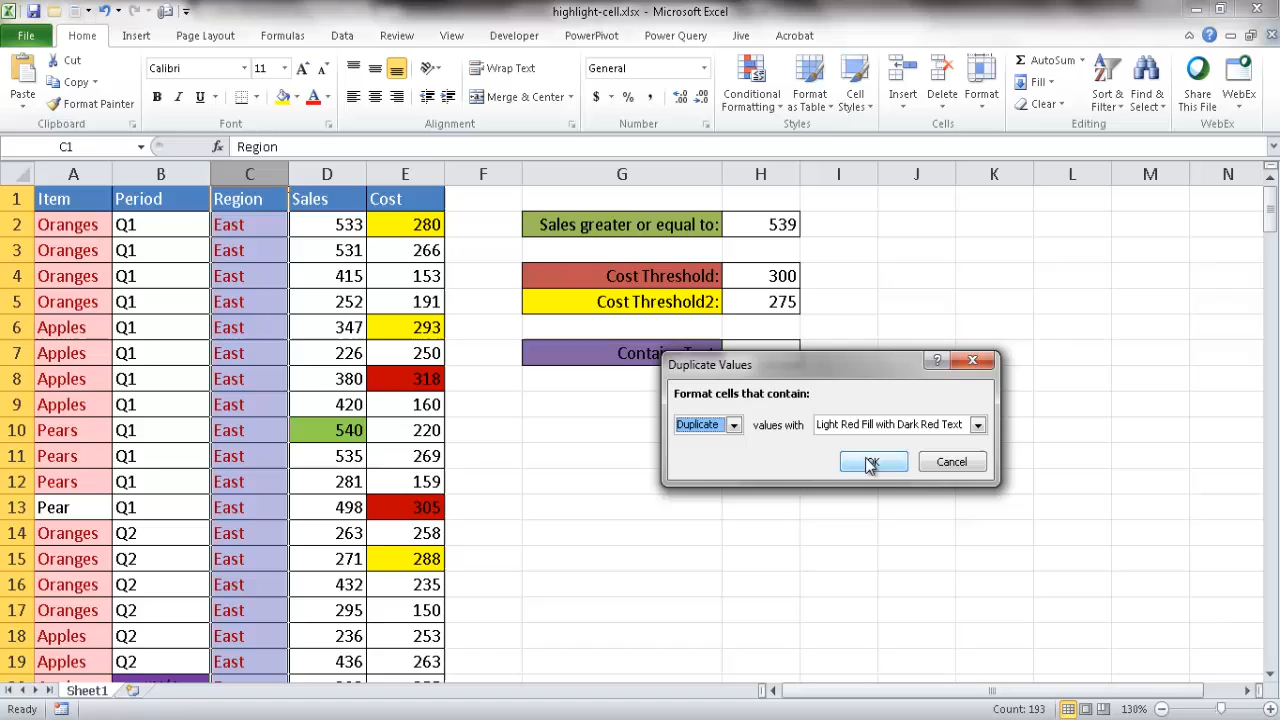 highlight-cell.xlsx - Microsoft Excel
File Home Insert Page Layout Formulas Data Review View Developer PowerPivot Power Query Jive Acrobat
Paste Cut Copy Format Painter
Calibri 11
B I U A
Wrap Text
Merge & Center
General
$ % ,
Conditional Formatting Format as Table Cell Styles
Insert Delete Format
AutoSum Fill Clear
Sort & Filter Find & Select
Share This File WebEx
Clipboard Font Alignment Number Styles Cells Editing WebEx
C1 fx Region
A B C D E F G H I J K L M N
1 Item Period Region Sales Cost
2 Oranges Q1 East 533 280 Sales greater or equal to: 539
3 Oranges Q1 East 531 266
4 Oranges Q1 East 415 153 Cost Threshold: 300
5 Oranges Q1 East 252 191 Cost Threshold2: 275
6 Apples Q1 East 347 293
7 Apples Q1 East 226 250
8 Apples Q1 East 380 318
9 Apples Q1 East 420 160
10 Pears Q1 East 540 220
11 Pears Q1 East 535 269
12 Pears Q1 East 281 159
13 Pear Q1 East 498 305
14 Oranges Q2 East 263 258
15 Oranges Q2 East 271 288
16 Oranges Q2 East 432 235
17 Oranges Q2 East 295 150
18 Apples Q2 East 236 253
19 Apples Q2 East 436 263
Duplicate Values
Format cells that contain:
Duplicate values with Light Red Fill with Dark Red Text
OK Cancel
Sheet1
Ready Count: 193 130%